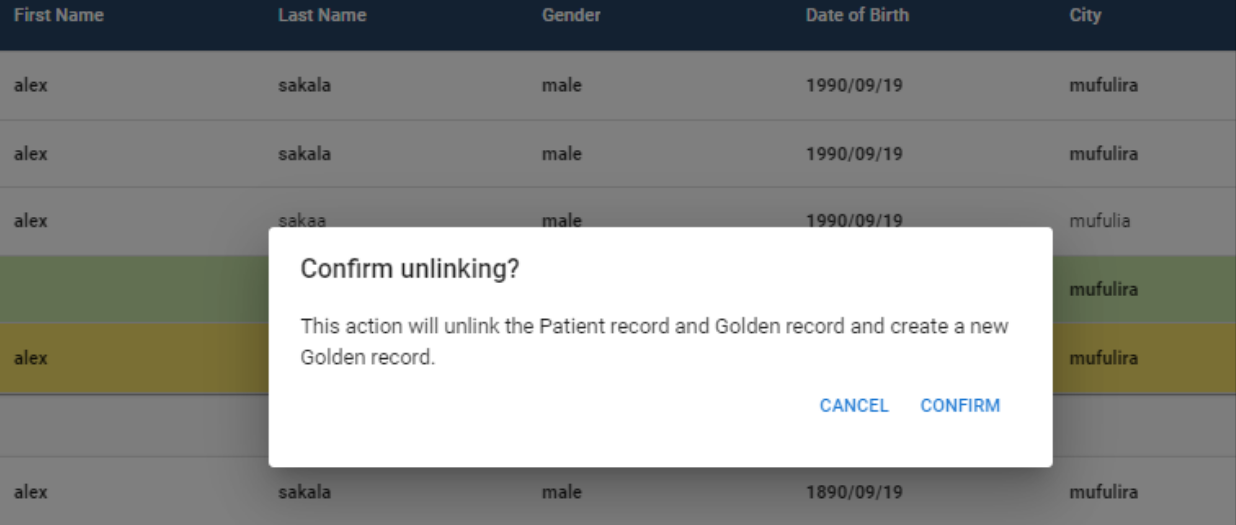 First Name Last Name Gender Date of Birth City
alex sakala male 1990/09/19 mufulira
alex sakala male 1990/09/19 mufulira
alex sakaa male 1990/09/19 mufulia
mufulira
alex mufulira
Confirm unlinking?
This action will unlink the Patient record and Golden record and create a new
Golden record.
CANCEL CONFIRM
alex sakala male 1890/09/19 mufulira